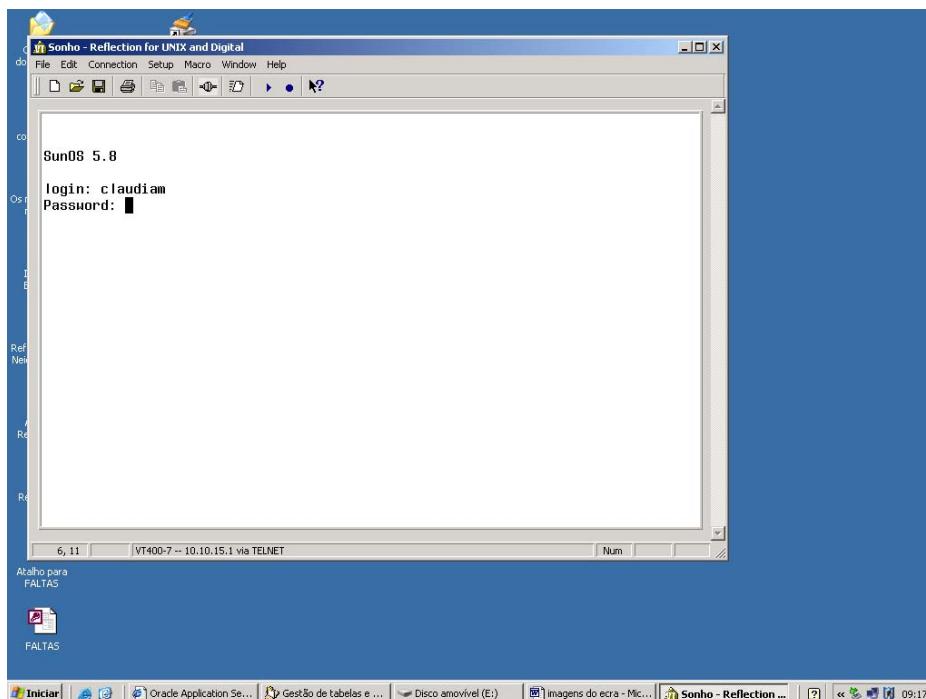 Sonho - Reflection for UNIX and Digital
File Edit Connection Setup Macro Window Help
SunOS 5.8
login: claudiam
Password:
6, 11
VT400-7 -- 10.10.15.1 via TELNET
Num
Atalho para
FALTAS
FALTAS
Iniciar
Oracle Application Se...
Gestão de tabelas e ...
Disco amovível (E:)
imagens do ecra - Mic...
Sonho - Reflection ...
09:17